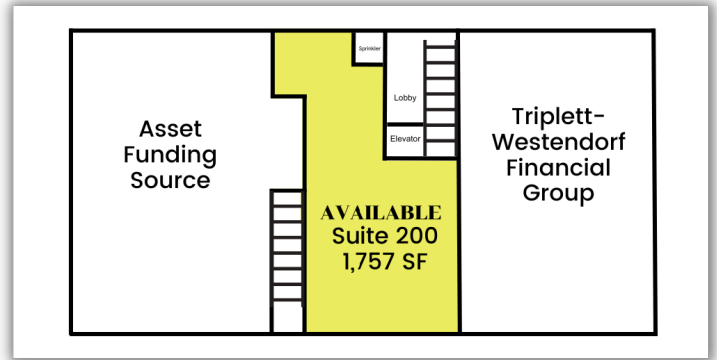 Sprinkler
Lobby
Elevator
Asset
Funding
Source
AVAILABLE
Suite 200
1,757 SF
Triplett-
Westendorf
Financial
Group